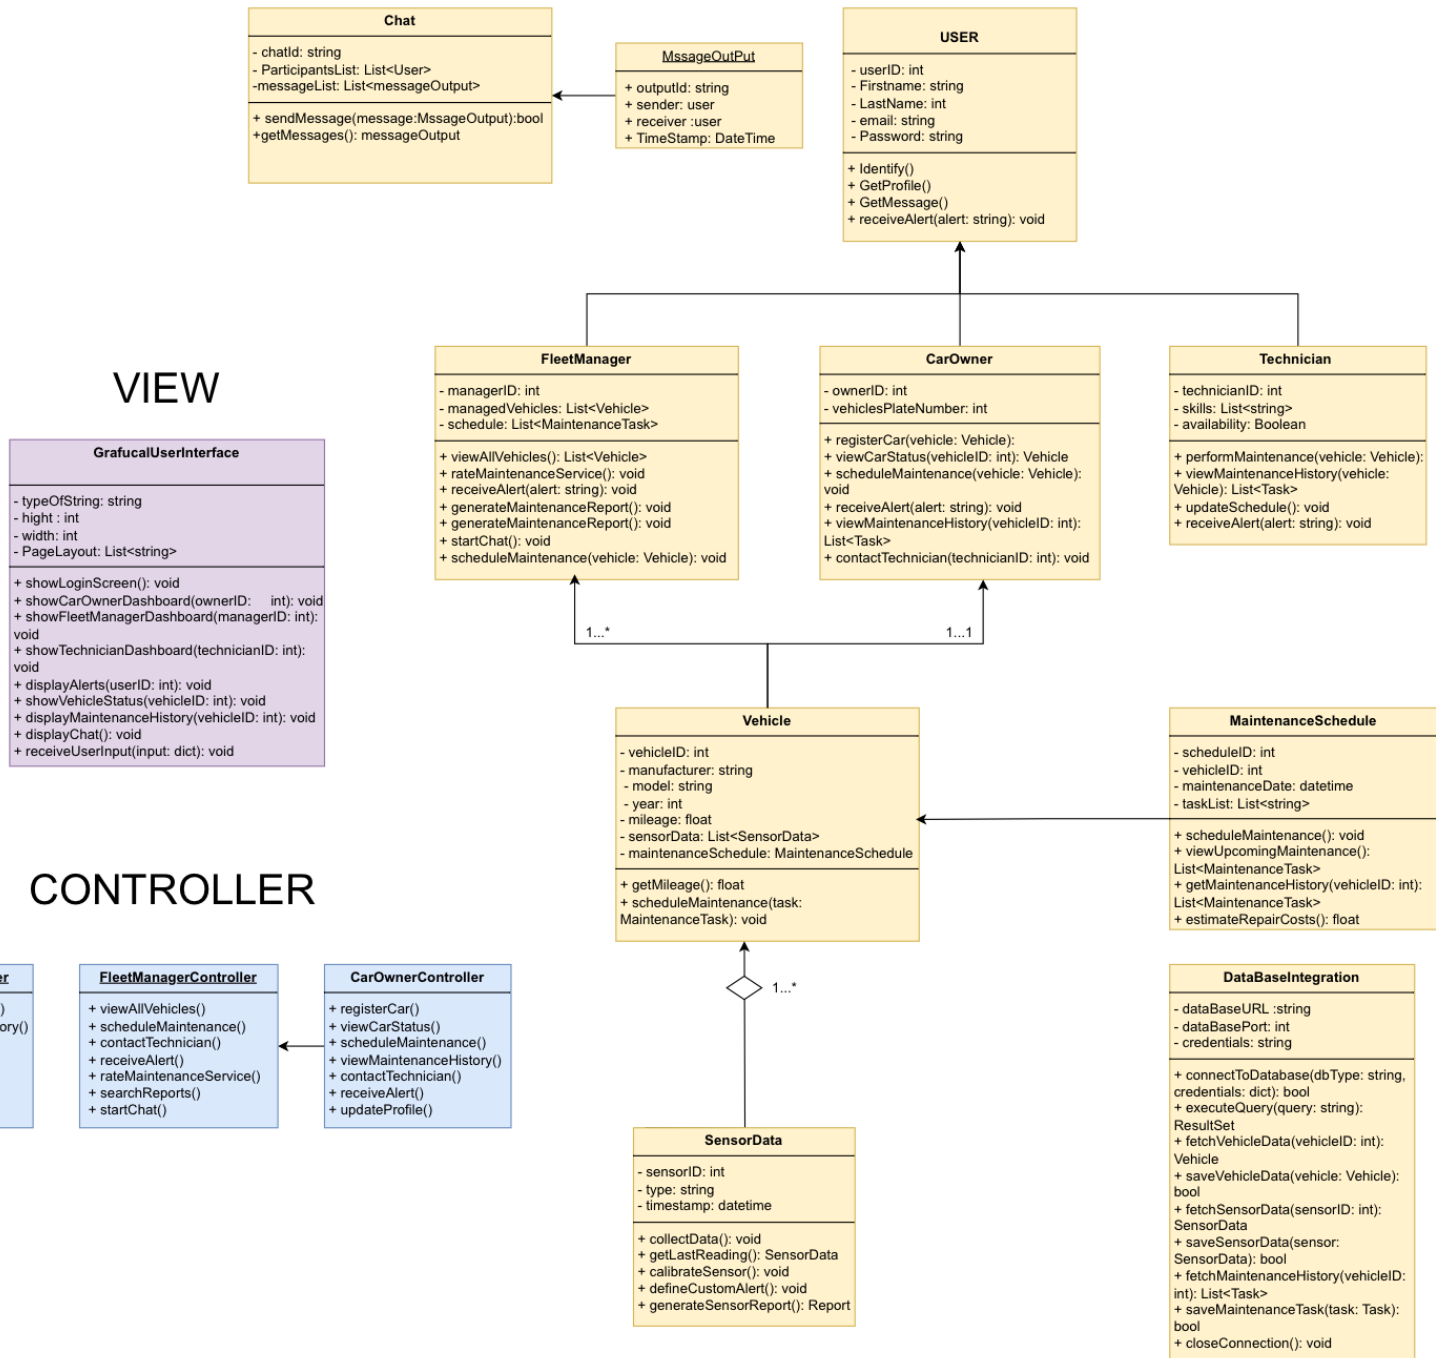 Chat
- chatId: string
- ParticipantsList: List<User>
-messageList: List<messageOutput>
+ sendMessage(message:MssageOutput):bool
+getMessages(): messageOutput
MssageOutPut
+ outputId: string
+ sender: user
+ receiver :user
+ TimeStamp: DateTime
USER
- userID: int
- Firstname: string
- LastName: int
- email: string
- Password: string
+ Identify()
+ GetProfile()
+ GetMessage()
+ receiveAlert(alert: string): void
FleetManager
- managerID: int
- managedVehicles: List<Vehicle>
- schedule: List<MaintenanceTask>
+ viewAllVehicles(): List<Vehicle>
+ rateMaintenanceService(): void
+ receiveAlert(alert: string): void
+ generateMaintenanceReport(): void
+ generateMaintenanceReport(): void
+ startChat(): void
+ scheduleMaintenance(vehicle: Vehicle): void
CarOwner
- ownerID: int
- vehiclesPlateNumber: int
+ registerCar(vehicle: Vehicle):
+ viewCarStatus(vehicleID: int): Vehicle
+ scheduleMaintenance(vehicle: Vehicle):
void
+ receiveAlert(alert: string): void
+ viewMaintenanceHistory(vehicleID: int):
List<Task>
+ contactTechnician(technicianID: int): void
Technician
- technicianID: int
- skills: List<string>
- availability: Boolean
+ performMaintenance(vehicle: Vehicle):
+ viewMaintenanceHistory(vehicle:
Vehicle): List<Task>
+ updateSchedule(): void
+ receiveAlert(alert: string): void
VIEW
GrafucalUserInterface
- typeOfString: string
- hight : int
- width: int
- PageLayout: List<string>
+ showLoginScreen(): void
+ showCarOwnerDashboard(ownerID: int): void
+ showFleetManagerDashboard(managerID: int):
void
+ showTechnicianDashboard(technicianID: int):
void
+ displayAlerts(userID: int): void
+ showVehicleStatus(vehicleID: int): void
+ displayMaintenanceHistory(vehicleID: int): void
+ displayChat(): void
+ receiveUserInput(input: dict): void
1...*
1...1
Vehicle
- vehicleID: int
- manufacturer: string
- model: string
- year: int
- mileage: float
- sensorData: List<SensorData>
- maintenanceSchedule: MaintenanceSchedule
+ getMileage(): float
+ scheduleMaintenance(task:
MaintenanceTask): void
MaintenanceSchedule
- scheduleID: int
- vehicleID: int
- maintenanceDate: datetime
- taskList: List<string>
+ scheduleMaintenance(): void
+ viewUpcomingMaintenance():
List<MaintenanceTask>
+ getMaintenanceHistory(vehicleID: int):
List<MaintenanceTask>
+ estimateRepairCosts(): float
CONTROLLER
er
)
ory()
FleetManagerController
+ viewAllVehicles()
+ scheduleMaintenance()
+ contactTechnician()
+ receiveAlert()
+ rateMaintenanceService()
+ searchReports()
+ startChat()
CarOwnerController
+ registerCar()
+ viewCarStatus()
+ scheduleMaintenance()
+ viewMaintenanceHistory()
+ contactTechnician()
+ receiveAlert()
+ updateProfile()
1...*
SensorData
- sensorID: int
- type: string
- timestamp: datetime
+ collectData(): void
+ getLastReading(): SensorData
+ calibrateSensor(): void
+ defineCustomAlert(): void
+ generateSensorReport(): Report
DataBaseIntegration
- dataBaseURL :string
- dataBasePort: int
- credentials: string
+ connectToDatabase(dbType: string,
credentials: dict): bool
+ executeQuery(query: string):
ResultSet
+ fetchVehicleData(vehicleID: int):
Vehicle
+ saveVehicleData(vehicle: Vehicle):
bool
+ fetchSensorData(sensorID: int):
SensorData
+ saveSensorData(sensor:
SensorData): bool
+ fetchMaintenanceHistory(vehicleID:
int): List<Task>
+ saveMaintenanceTask(task: Task):
bool
+ closeConnection(): void